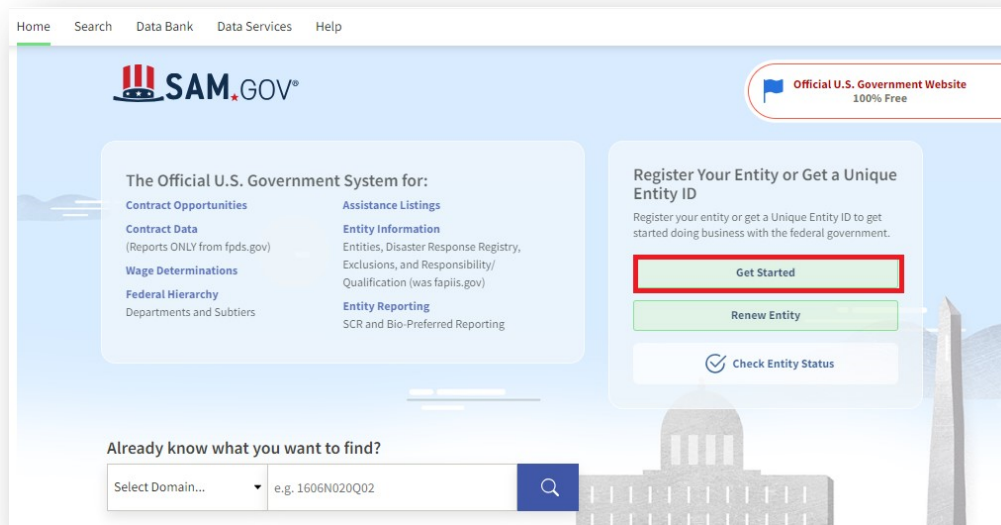 Home Search Data Bank Data Services Help
SAM.GOV®
Official U.S. Government Website
100% Free
The Official U.S. Government System for:
Contract Opportunities
Contract Data
(Reports ONLY from fpds.gov)
Wage Determinations
Federal Hierarchy
Departments and Subtiers
Assistance Listings
Entity Information
Entities, Disaster Response Registry,
Exclusions, and Responsibility/
Qualification (was fapiis.gov)
Entity Reporting
SCR and Bio-Preferred Reporting
Register Your Entity or Get a Unique
Entity ID
Register your entity or get a Unique Entity ID to get
started doing business with the federal government.
Get Started
Renew Entity
Check Entity Status
Already know what you want to find?
Select Domain... e.g. 1606N020Q02